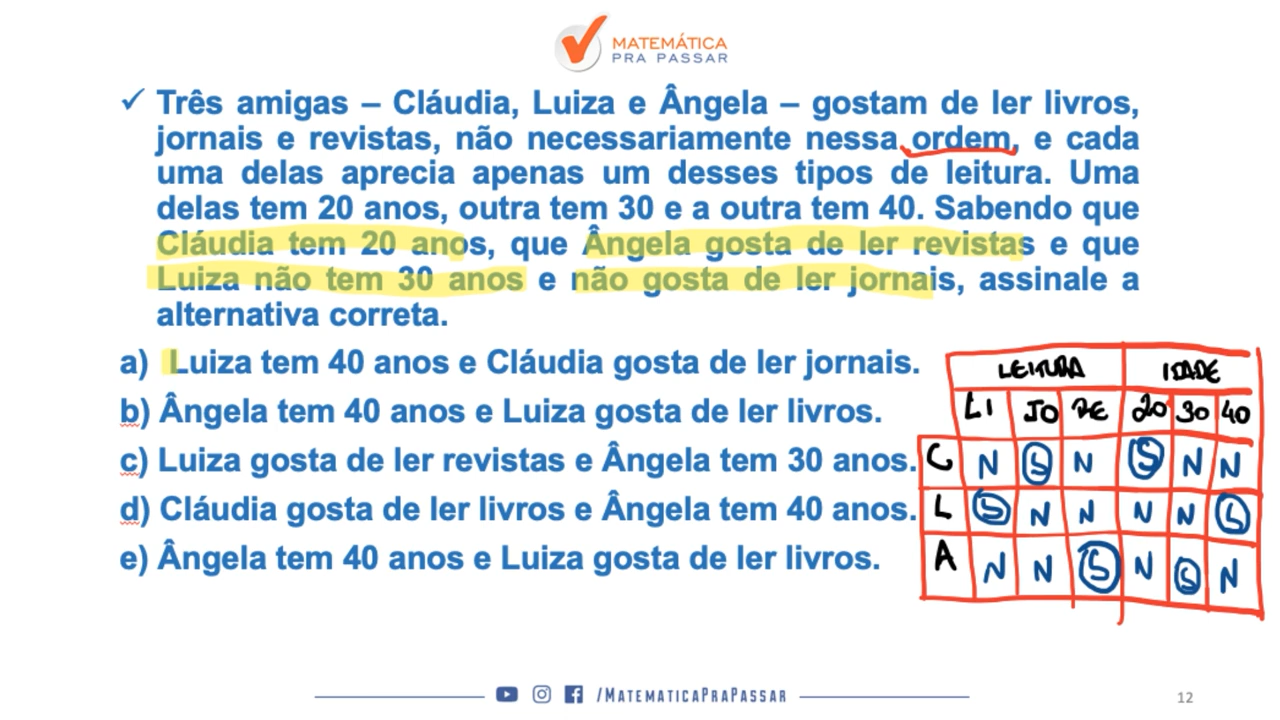 MATEMÁTICA
PRA PASSAR
✓ Três amigas – Cláudia, Luiza e Ângela – gostam de ler livros,
jornais e revistas, não necessariamente nessa ordem, e cada
uma delas aprecia apenas um desses tipos de leitura. Uma
delas tem 20 anos, outra tem 30 e a outra tem 40. Sabendo que
Cláudia tem 20 anos, que Ângela gosta de ler revistas e que
Luiza não tem 30 anos e não gosta de ler jornais, assinale a
alternativa correta.
a) Luiza tem 40 anos e Cláudia gosta de ler jornais.
b) Ângela tem 40 anos e Luiza gosta de ler livros.
c) Luiza gosta de ler revistas e Ângela tem 30 anos.
d) Cláudia gosta de ler livros e Ângela tem 40 anos.
e) Ângela tem 40 anos e Luiza gosta de ler livros.
LEITURA IDADE
LI JO RE 20 30 40
C N S N S N N
L S N N N N S
A N N S N S N
/MATEMATICAPRAPASSAR
12